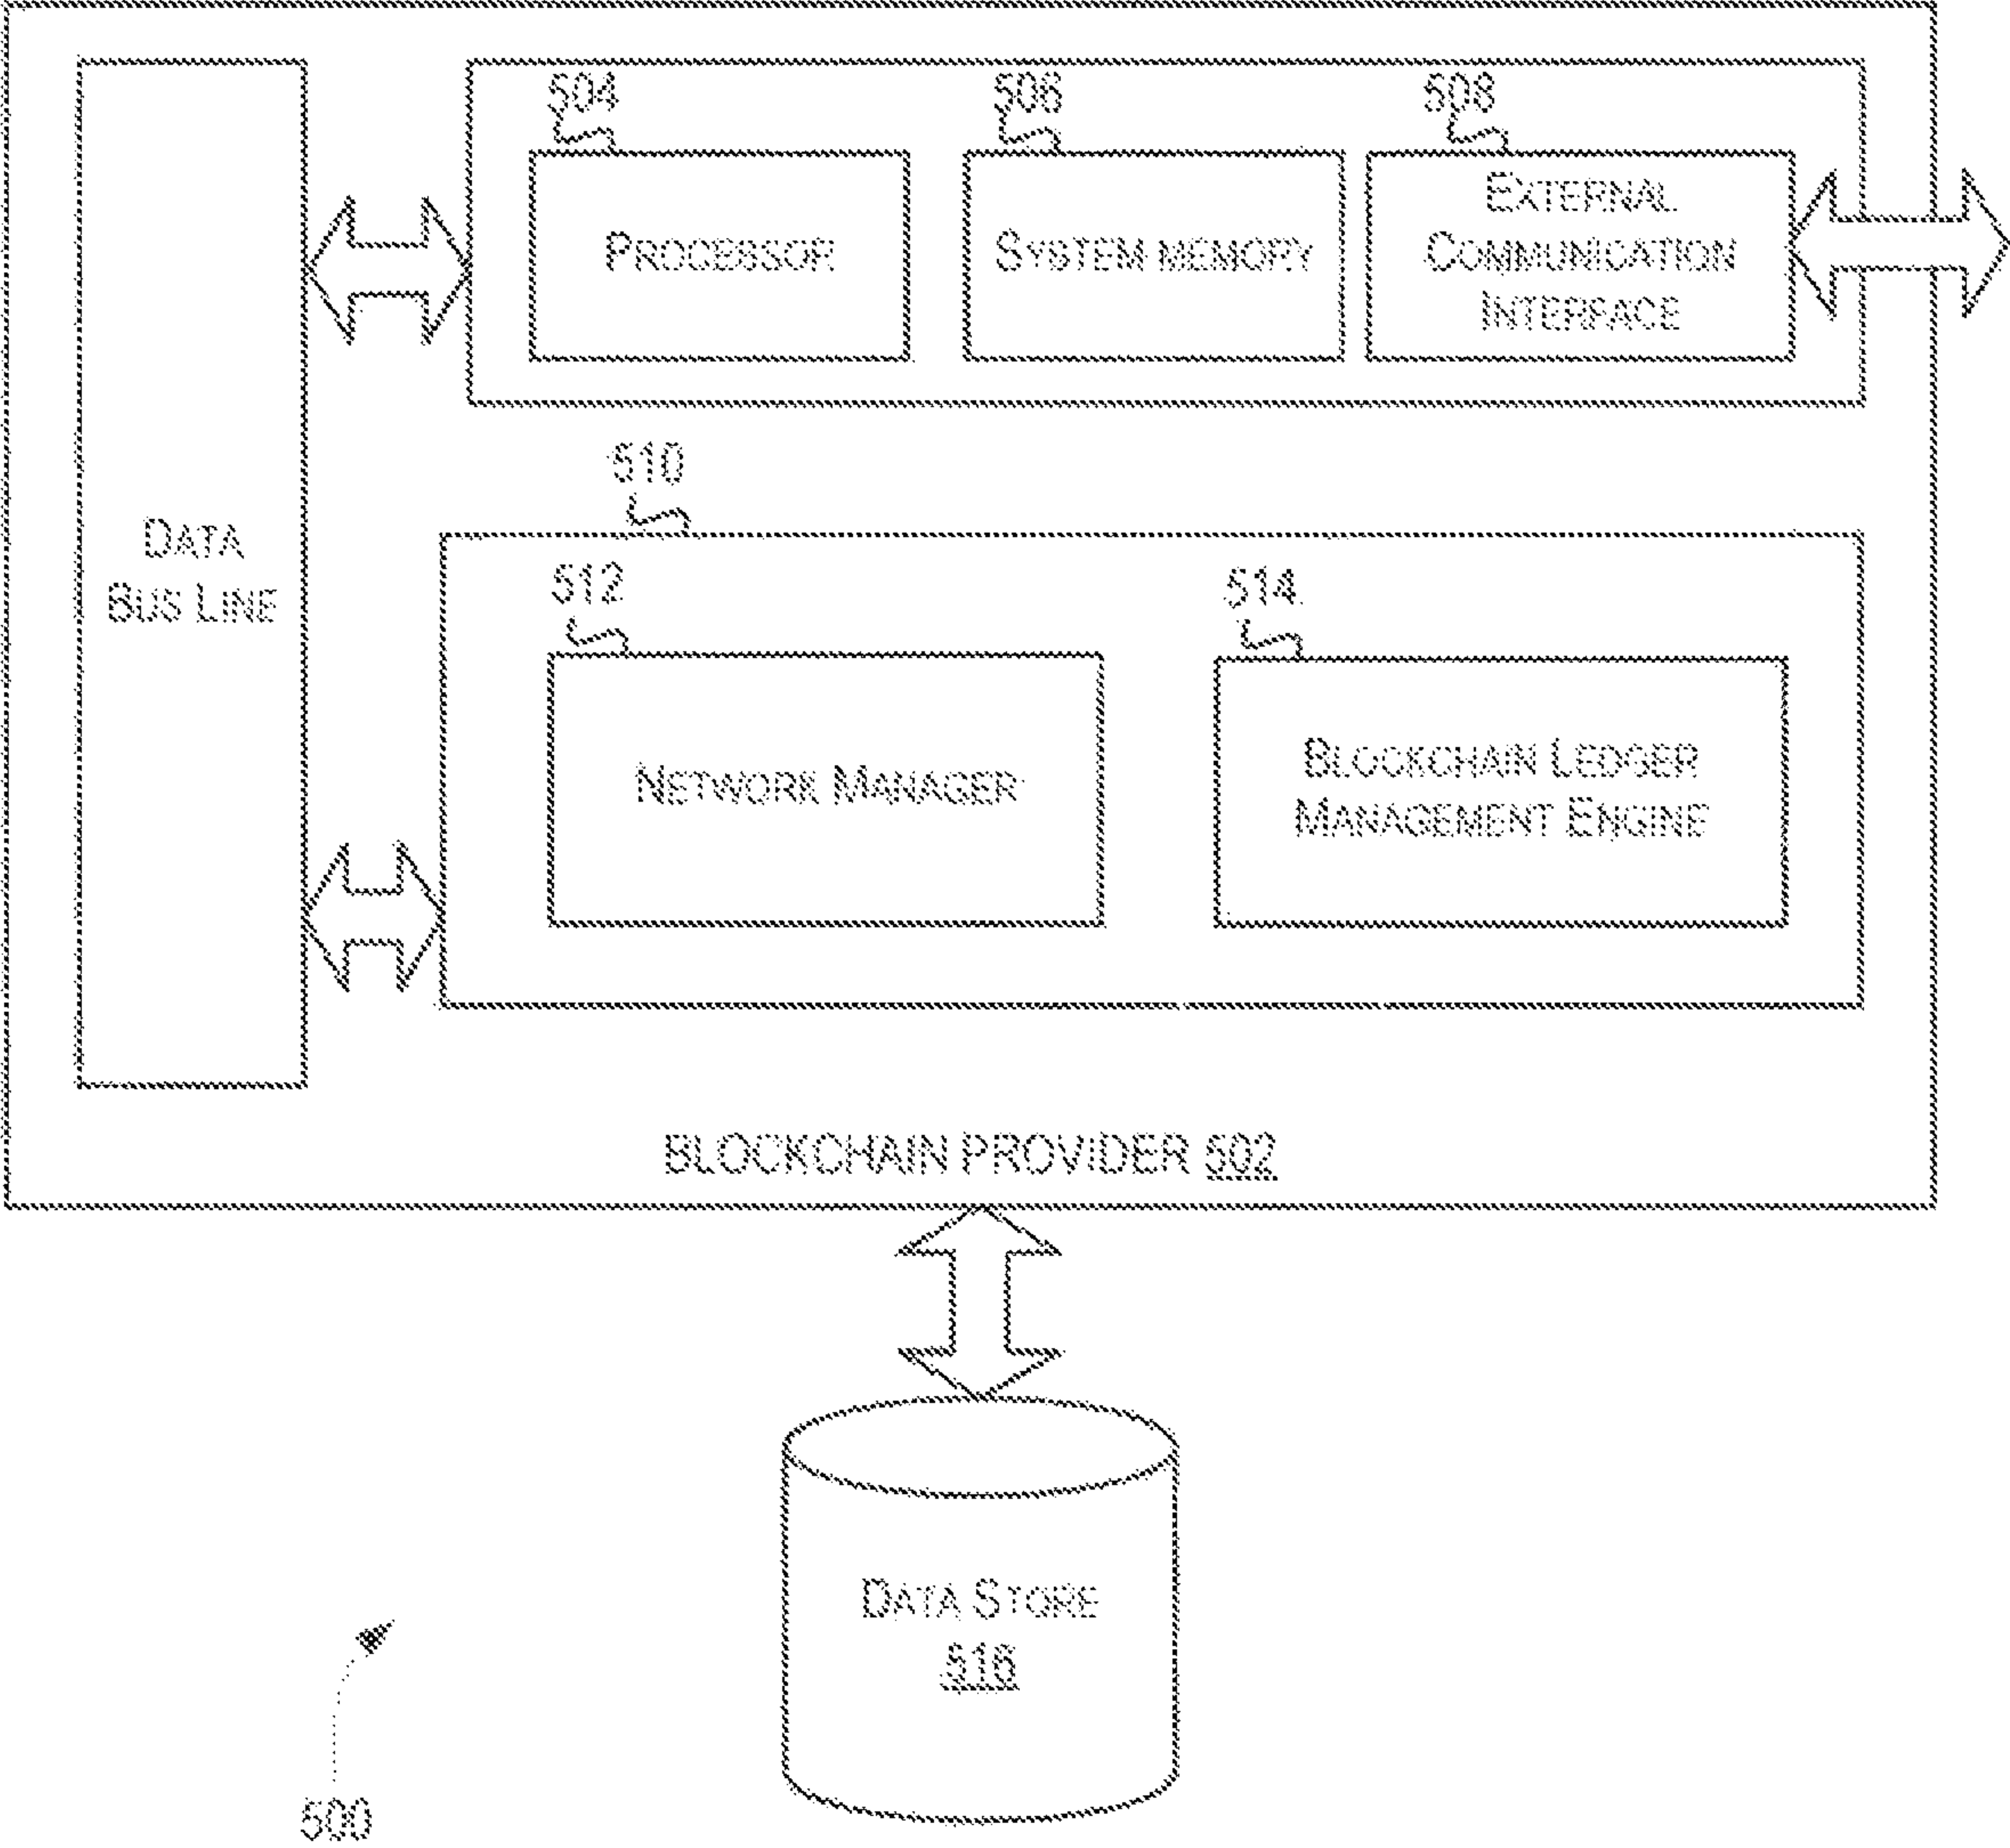 504
506
508
PROCESSOR
SYSTEM MEMORY
EXTERNAL
COMMUNICATION
INTERFACE
510
DATA
BUS LINE
512
514
NETWORK MANAGER
BLOCKCHAIN LEDGER
MANAGEMENT ENGINE
BLOCKCHAIN PROVIDER 502
DATA STORE
516
500